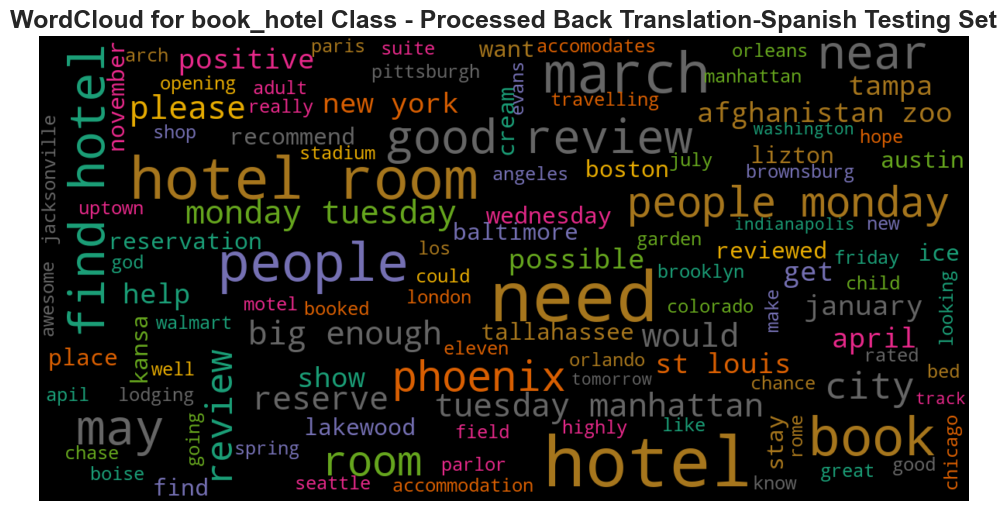 WordCloud for book_hotel Class - Processed Back Translation-Spanish Testing Set
arch
positive
paris
suite
want
accomodates
orleans
near
november
opening
adult
pittsburgh
march
manhattan
tampa
find hotel
please
really
new york
evans
travelling
afghanistan zoo
shop
recommend
good review
cream
washington
hope
jacksonville
hotel room
stadium
angeles
boston
july
lizton
brownsburg
austin
uptown
monday tuesday
wednesday
people monday
reservation
baltimore
garden
indianapolis
new
god
people
los
possible
reviewed
friday
ice
awesome
help
motel
booked
could
london
need
brooklyn
get
child
looking
walmart
big enough
tallahassee
would
colorado
make
january
kansa
place
well
show
eleven
orlando
st louis
april
rated
apil
lodging
review
reserve
phoenix
tomorrow
chance
city
bed
track
may
going
tuesday manhattan
chase
spring
lakewood
field
highly
like
stay
rome
book
boise
find
room
parlor
hotel
great
good
chicago
seattle
accommodation
know